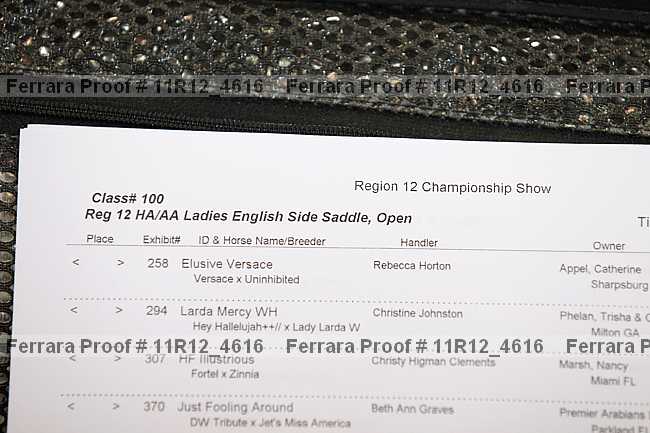 Ferrara Proof # 11R12_4616 Ferrara Proof # 11R12_4616 Ferrara Proof
Region 12 Championship Show
Class# 100
Reg 12 HA/AA Ladies English Side Saddle, Open
Place Exhibit# ID & Horse Name/Breeder Handler Owner
< > 258 Elusive Versace Rebecca Horton Appel, Catherine
Versace x Uninhibited Sharpsburg
< > 294 Larda Mercy WH Christine Johnston Phelan, Trisha &
Hey Hallelujah++// x Lady Larda W Milton GA
Ferrara Proof # 11R12_4616 Ferrara Proof # 11R12_4616 Ferrara Proof
< > 307 HF Illustrious Christy Higman Clements Marsh, Nancy
Fortel x Zinnia Miami FL
< > 370 Just Fooling Around Beth Ann Graves Premier Arabians
DW Tribute x Jet's Miss America Parkland